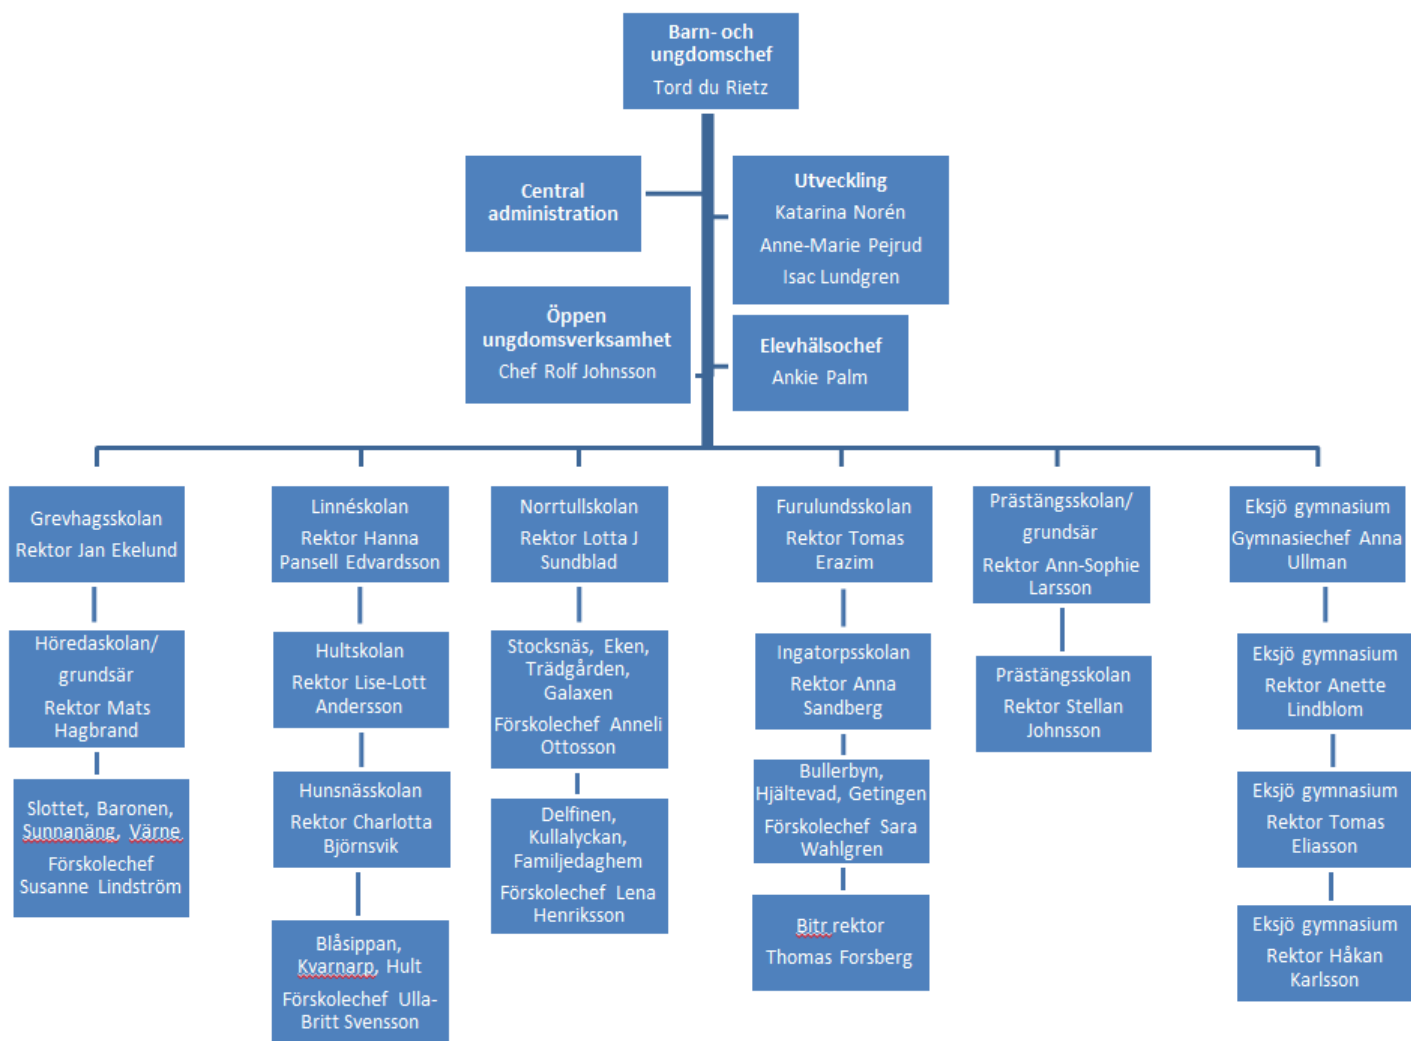 Barn- och
ungdomschef
Tord du Rietz
Central
administration
Utveckling
Katarina Norén
Anne-Marie Pejrud
Isac Lundgren
Öppen
ungdomsverksamhet
Chef Rolf Johnsson
Elevhälsochef
Ankie Palm
Grevhagsskolan
Rektor Jan Ekelund
Höredaskolan/
grundsär
Rektor Mats
Hagbrand
Slottet, Baronen,
Sunnanäng, Värne
Förskolechef
Susanne Lindström
Linnéskolan
Rektor Hanna
Pansell Edvardsson
Hultskolan
Rektor Lise-Lott
Andersson
Hunsnässkolan
Rektor Charlotta
Björnsvik
Blåsippan,
Kvarnarp, Hult
Förskolechef Ulla-
Britt Svensson
Norrtullskolan
Rektor Lotta J
Sundblad
Stocksnäs, Eken,
Trädgården,
Galaxen
Förskolechef Anneli
Ottosson
Delfinen,
Kullalyckan,
Familjedaghem
Förskolechef Lena
Henriksson
Furulundsskolan
Rektor Tomas
Erazim
Ingatorpsskolan
Rektor Anna
Sandberg
Bullerbyn,
Hjältevad, Getingen
Förskolechef Sara
Wahlgren
Bitr rektor
Thomas Forsberg
Prästängsskolan/
grundsär
Rektor Ann-Sophie
Larsson
Prästängsskolan
Rektor Stellan
Johnsson
Eksjö gymnasium
Gymnasiechef Anna
Ullman
Eksjö gymnasium
Rektor Anette
Lindblom
Eksjö gymnasium
Rektor Tomas
Eliasson
Eksjö gymnasium
Rektor Håkan
Karlsson